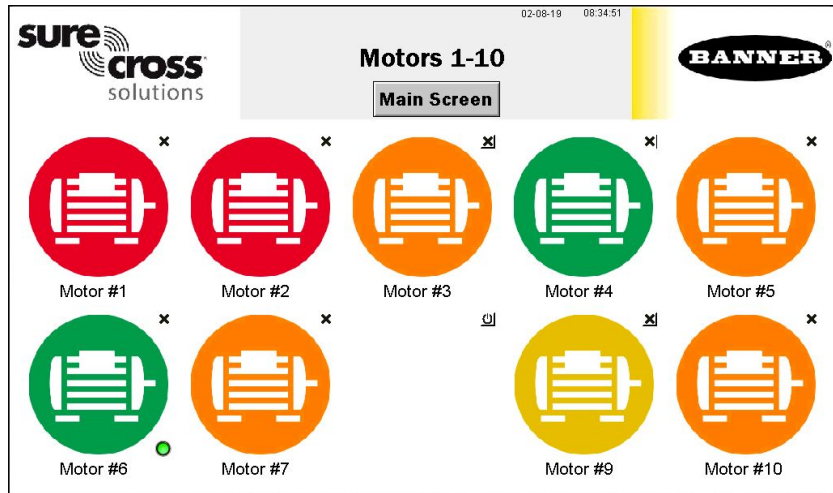 02-08-19 08:34:51
sure
cross
solutions
Motors 1-10
BANNER®
Main Screen
Motor #1 Motor #2 Motor #3 Motor #4 Motor #5
Motor #6 Motor #7 Motor #9 Motor #10